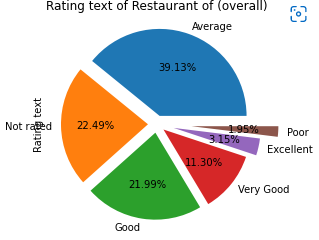 Rating text of Restaurant of (overall)
Average
39.13%
Not rated
Rating text
22.49%
1.95%
Poor
3.15%
Excellent
11.30%
Very Good
21.99%
Good